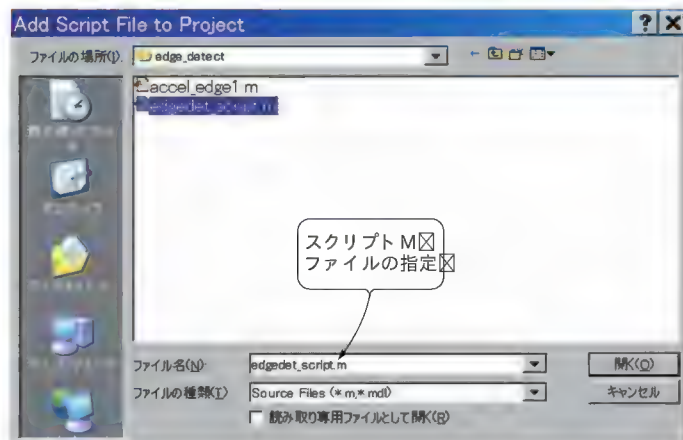 Add Script File to Project
ファイルの場所(I):
edge_detect
accel_edge1 m
edgedet_script.m
スクリプト M
ファイルの指定
ファイル名(N):
edgedet_script.m
開く(O)
ファイルの種類(T):
Source Files (*.m,*.mdl)
キャンセル
読み取り専用ファイルとして開く(R)